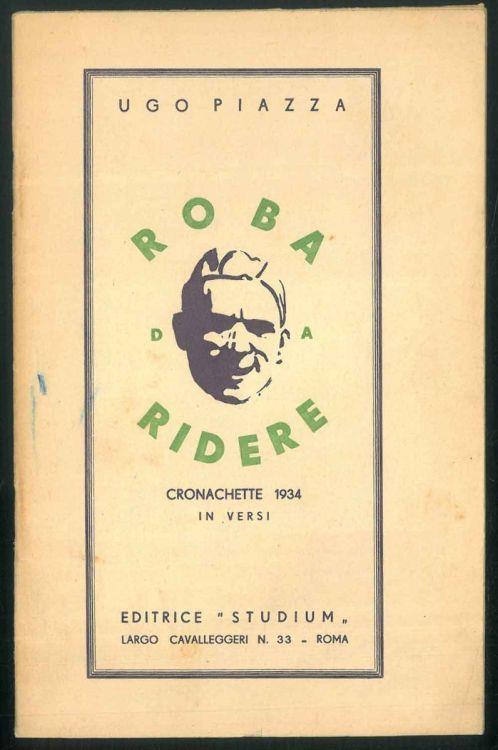 UGO PIAZZA
ROBA
DA
RIDERE
CRONACHETTE 1934
IN VERSI
EDITRICE "STUDIUM„
LARGO CAVALLEGGERI N. 33 - ROMA